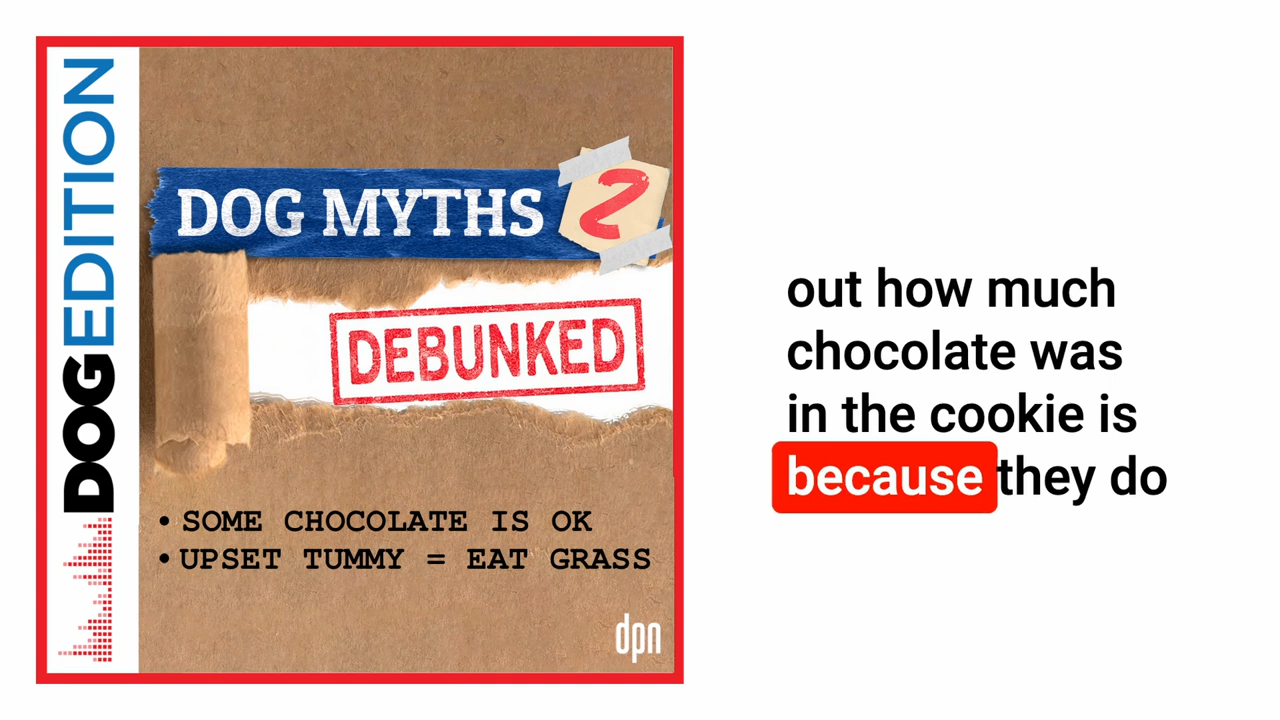 DOGEDITION
DOG MYTHS 2
DEBUNKED
• SOME CHOCOLATE IS OK
• UPSET TUMMY = EAT GRASS
dpn
out how much
chocolate was
in the cookie is
because they do